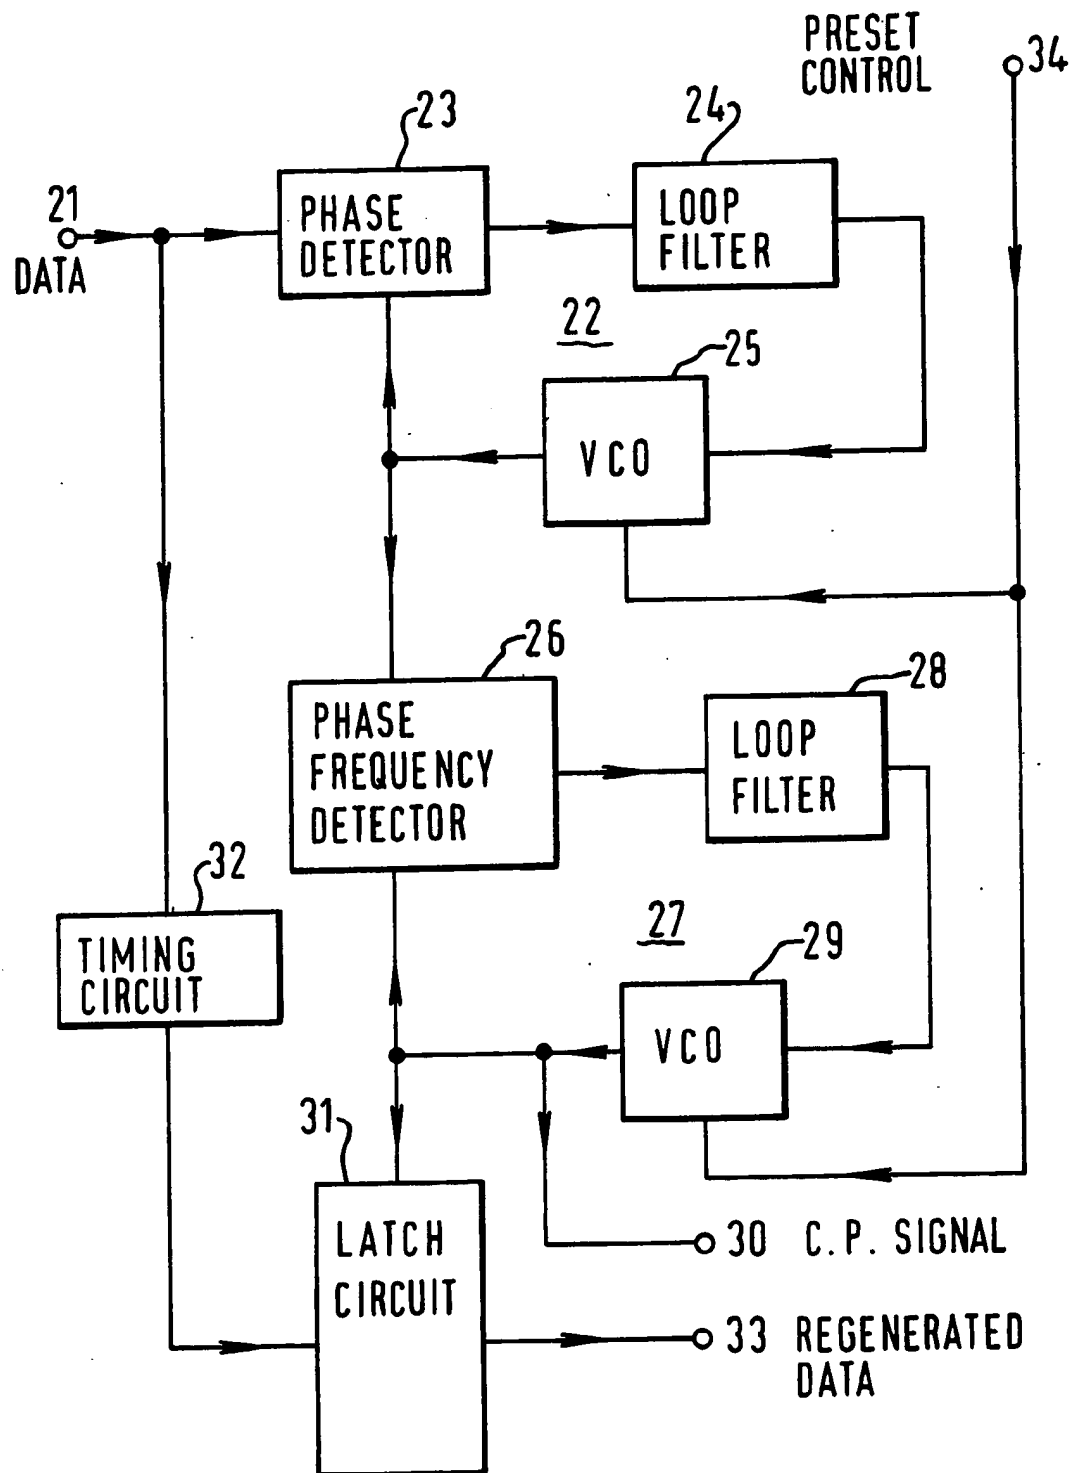 PRESET
CONTROL
34
23
24
21
DATA
PHASE
DETECTOR
LOOP
FILTER
22
25
VCO
26
28
PHASE
FREQUENCY
DETECTOR
LOOP
FILTER
32
27
29
TIMING
CIRCUIT
VCO
31
LATCH
CIRCUIT
30 C.P. SIGNAL
33 REGENERATED
DATA